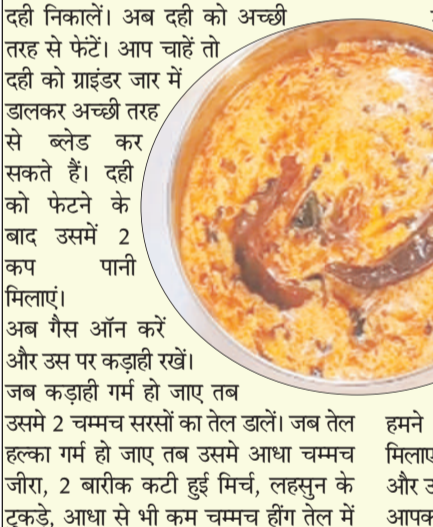 दही निकालें। अब दही को अच्छी
तरह से फेंटें। आप चाहें तो
दही को ग्राइंडर जार में
डालकर अच्छी तरह
से ब्लेड कर
सकते हैं। दही
को फेटने के
बाद उसमें 2
कप पानी
मिलाएं।
अब गैस ऑन करें
और उस पर कड़ाही रखें।
जब कड़ाही गर्म हो जाए तब
उसमे 2 चम्मच सरसों का तेल डालें। जब तेल
हल्का गर्म हो जाए तब उसमे आधा चम्मच
जीरा, 2 बारीक कटी हुई मिर्च, लहसुन के
टुकड़े, आधा से भी कम चम्मच हींग तेल में
हमने
मिलाए
और उ
आपक